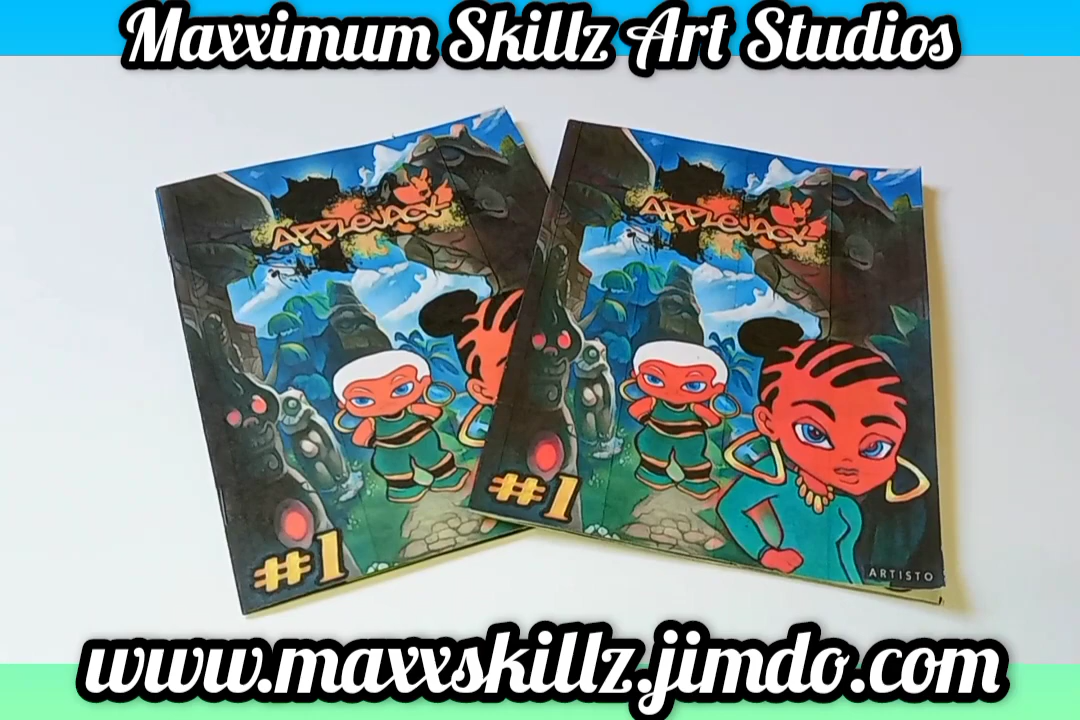 Maxximum Skillz Art Studios
APPLEJACK
APPLEJACK
#1
#1
ARTISTO
www.maxxskillz.jimdo.com